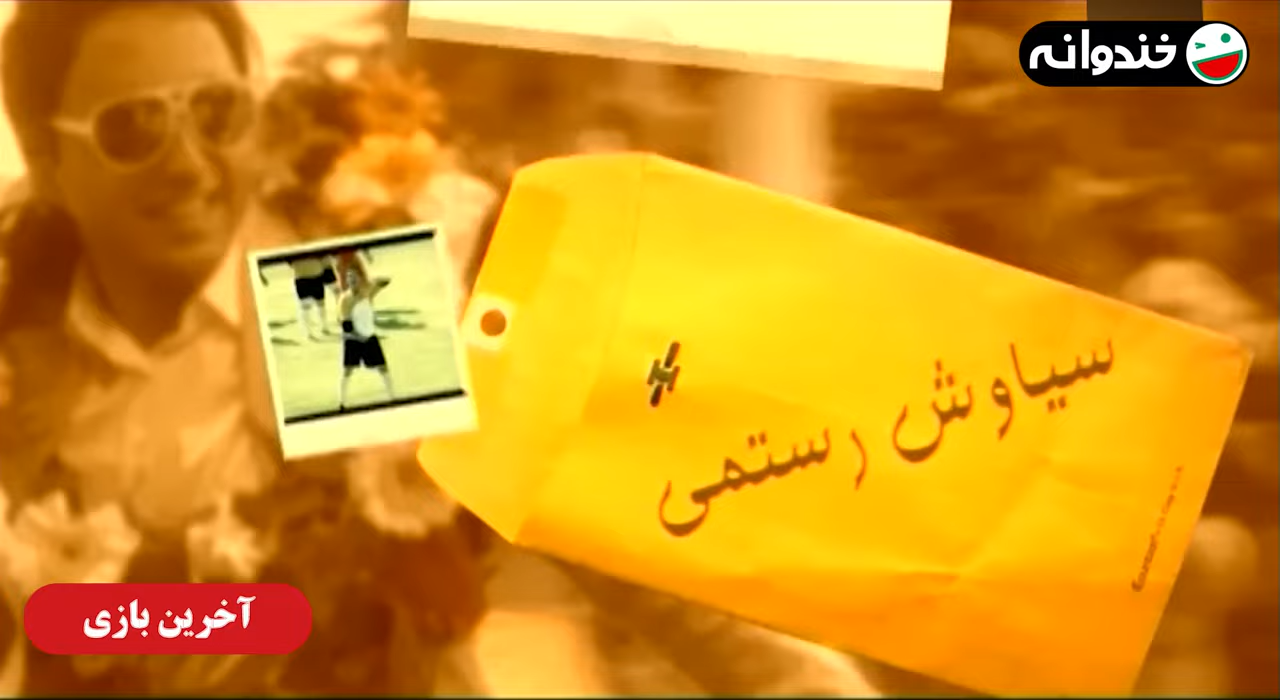 خندوانه
سیاوش رستمی
آخرین بازی